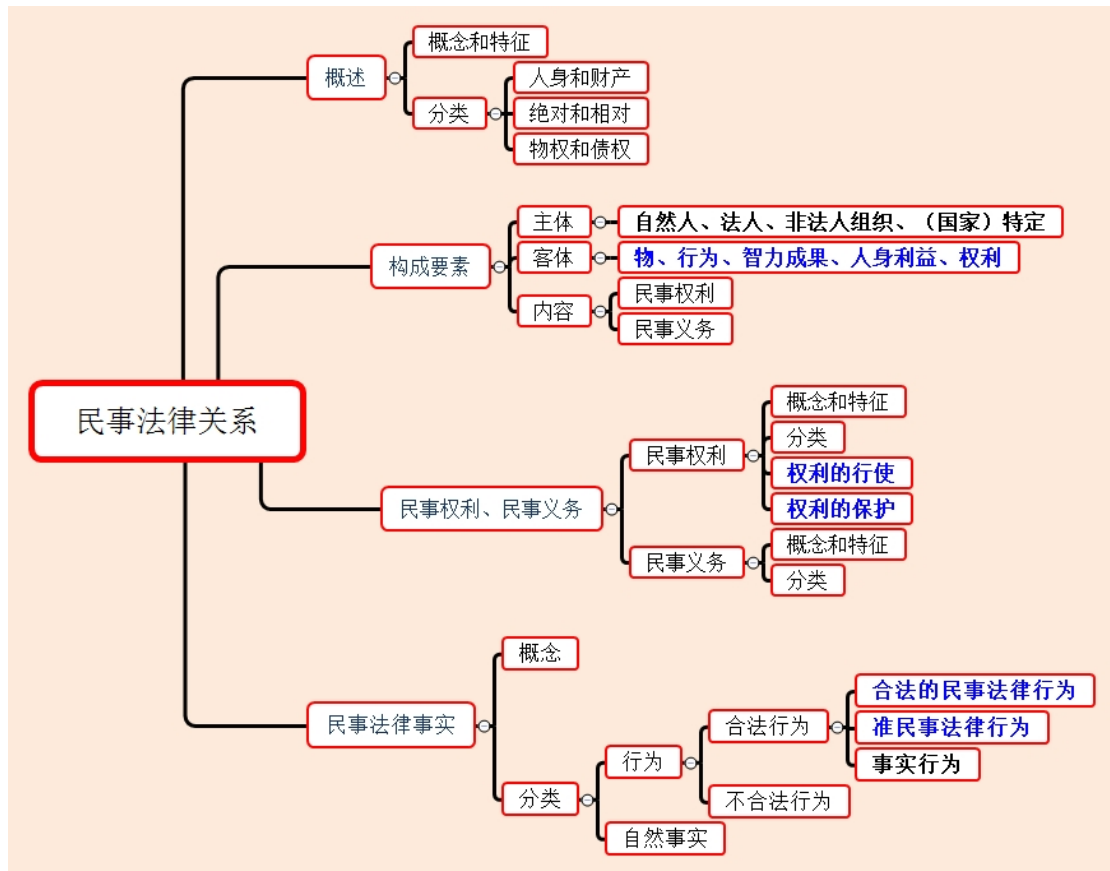 概念和特征
概述
人身和财产
分类
绝对和相对
物权和债权
主体
自然人、法人、非法人组织、（国家）特定
构成要素
客体
物、行为、智力成果、人身利益、权利
内容
民事权利
民事义务
民事法律关系
概念和特征
民事权利
分类
权利的行使
权利的保护
民事权利、民事义务
概念和特征
民事义务
分类
概念
民事法律事实
合法的民事法律行为
合法行为
准民事法律行为
行为
事实行为
分类
不合法行为
自然事实